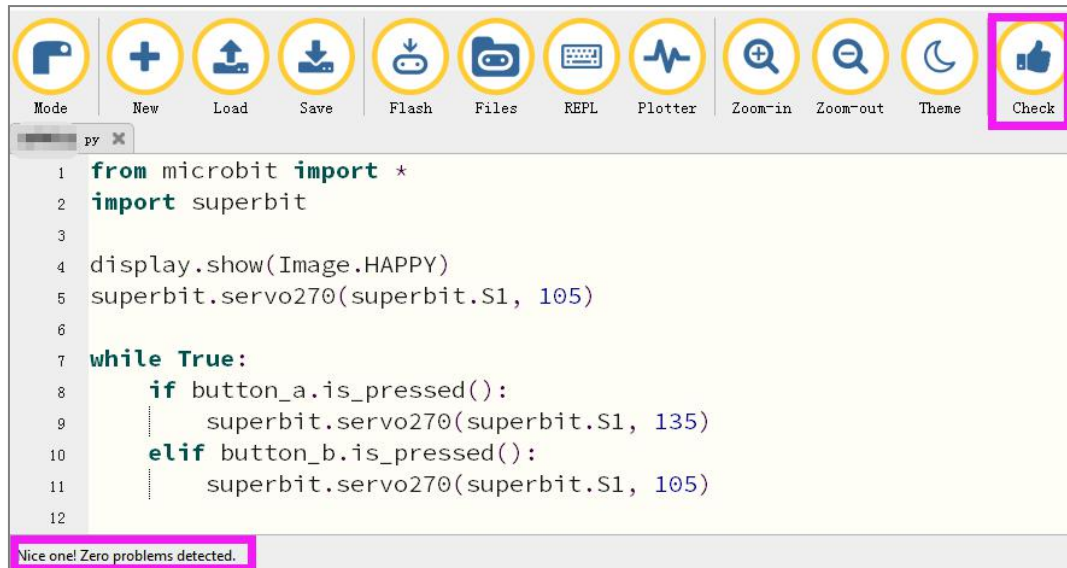 Mode New Load Save Flash Files REPL Plotter Zoom-in Zoom-out Theme Check
py
1 from microbit import *
2 import superbit
3
4 display.show(Image.HAPPY)
5 superbit.servo270(superbit.S1, 105)
6
7 while True:
8     if button_a.is_pressed():
9         superbit.servo270(superbit.S1, 135)
10     elif button_b.is_pressed():
11         superbit.servo270(superbit.S1, 105)
12
Nice one! Zero problems detected.